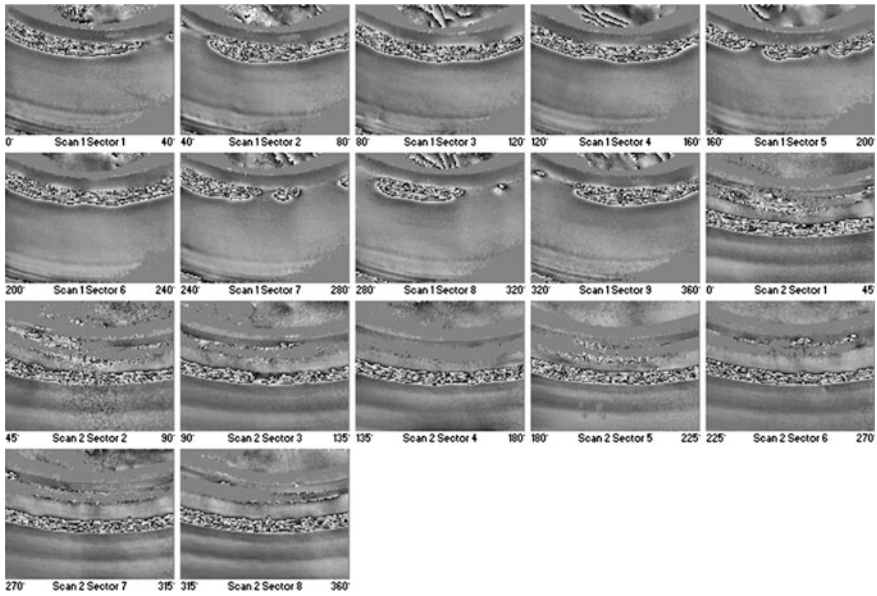 0' Scan 1 Sector 1 40' 40' Scan 1 Sector 2 80' 80' Scan 1 Sector 3 120' 120' Scan 1 Sector 4 160' 160' Scan 1 Sector 5 200'
200' Scan 1 Sector 6 240' 240' Scan 1 Sector 7 280' 280' Scan 1 Sector 8 320' 320' Scan 1 Sector 9 360' 0' Scan 2 Sector 1 45'
45' Scan 2 Sector 2 90' 90' Scan 2 Sector 3 135' 135' Scan 2 Sector 4 180' 180' Scan 2 Sector 5 225' 225' Scan 2 Sector 6 270'
270' Scan 2 Sector 7 315' 315' Scan 2 Sector 8 360'